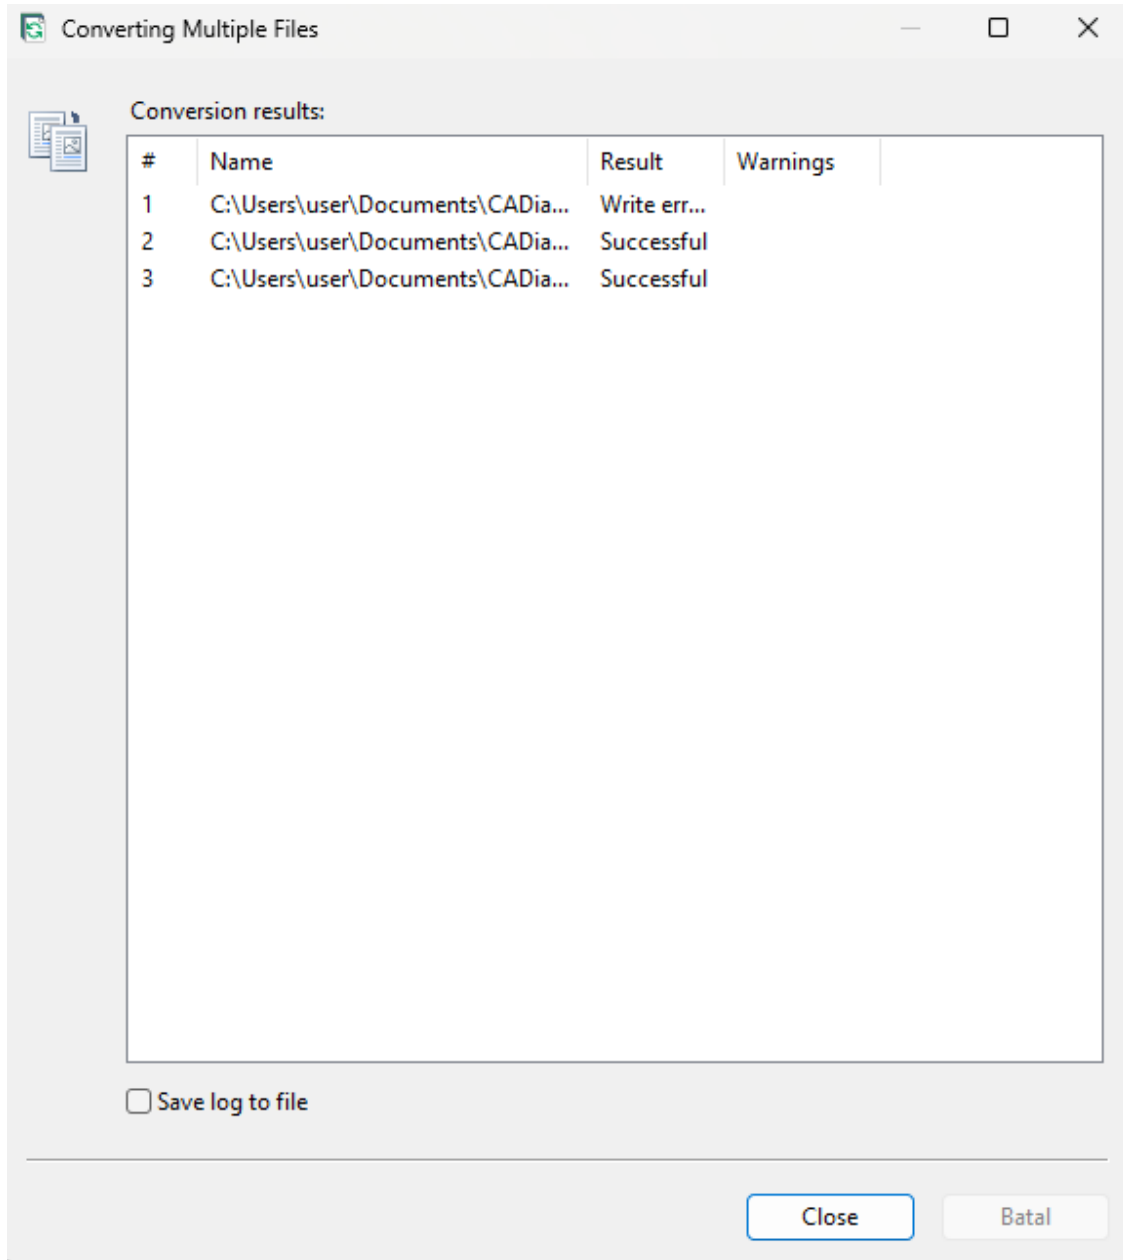 Converting Multiple Files
Conversion results:
# Name Result Warnings
1 C:\Users\user\Documents\CADia... Write err...
2 C:\Users\user\Documents\CADia... Successful
3 C:\Users\user\Documents\CADia... Successful
Save log to file
Close Batal